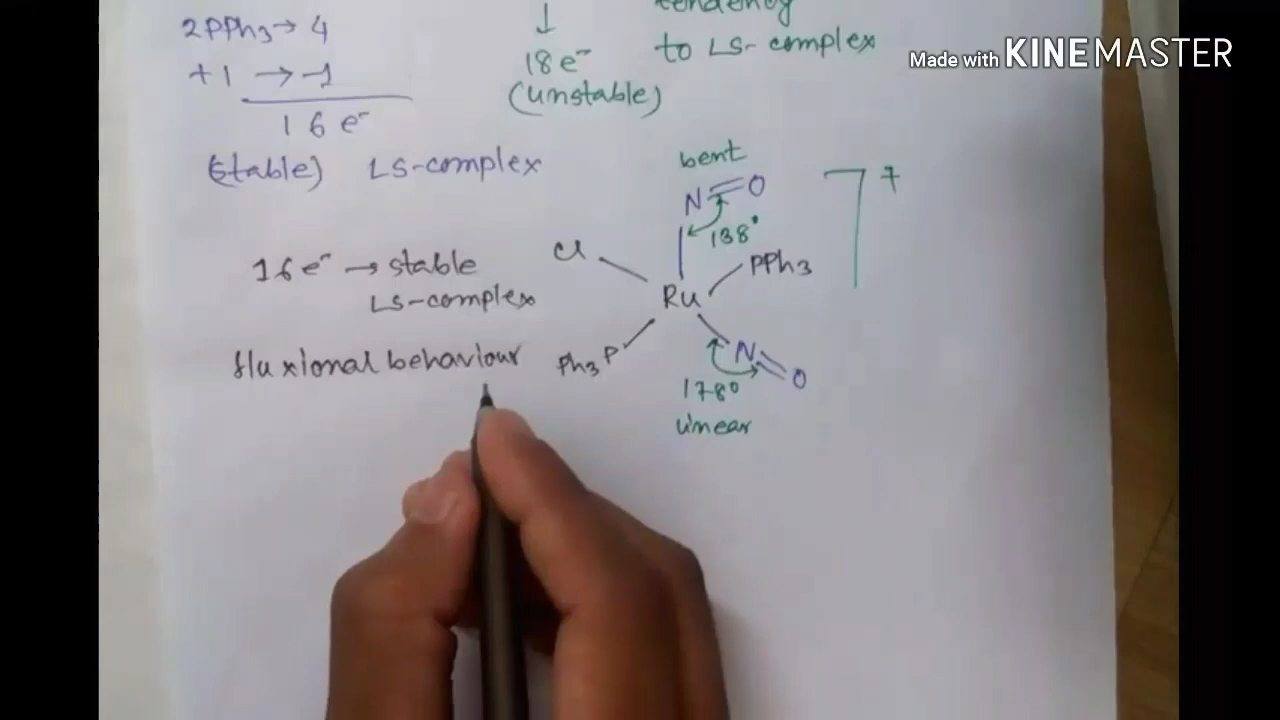 2PPh3→ 4
+1 → -1
16 e-
(stable) LS-complex
↓
18 e-
(unstable)
tendency
to LS- complex
Made with KINEMASTER
16 e- → stable
LS-complex
fluxional behaviour
bent
N=O
138°
Cl
PPh3
Ru
Ph3P
N=O
178°
linear
+